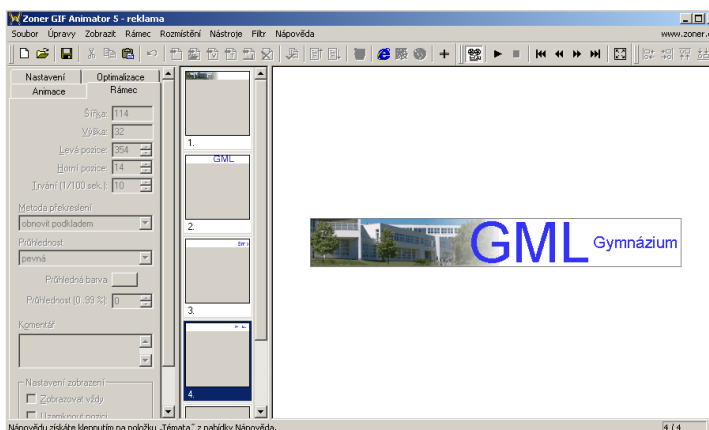 Zoner GIF Animator 5 - reklama
Soubor Úpravy Zobrazit Rámec Rozmístění Nástroje Filtr Nápověda
www.zoner.
Nastavení Optimalizace
Animace Rámec
Šířka: 114
Výška: 32
Levá pozice: 354
Horní pozice: 14
Trvání (1/100 sek.): 10
Metoda překreslení
obnovit podkladem
Průhlednost
pevná
Průhledná barva
Průhlednost (0..99 %): 0
Komentář
Nastavení zobrazení
Zobrazovat vždy
Uzamknout pozici
1.
GML
2.
3.
4.
GML Gymnázium
Nápovědu získáte klepnutím na položku „Témata“ z nabídky Nápověda.
4 / 4